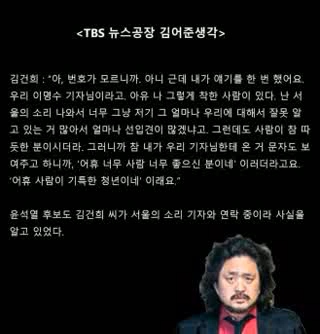 <TBS 뉴스공장 김어준생각>
김건희 : "아, 번호가 모르니까. 아니 근데 내가 얘기를 한 번 했어요.
우리 이명수 기자님이라고. 아유 나 그렇게 착한 사람이 있다. 난 서
울의 소리 나와서 너무 그냥 저기 그 얼마나 우리에 대해서 잘못 알
고 있는 거 많아서 얼마나 선입견이 많겠냐고. 그런데도 사람이 참 따
듯한 분이시더라. 그러니까 참 내가 우리 기자님한테 온 거 문자도 보
여주고 하니까, '어휴 너무 사람 너무 좋으신 분이네' 이러더라고요.
'어휴 사람이 기특한 청년이네' 이래요."
윤석열 후보도 김건희 씨가 서울의 소리 기자와 연락 중이라 사실을
알고 있었다.